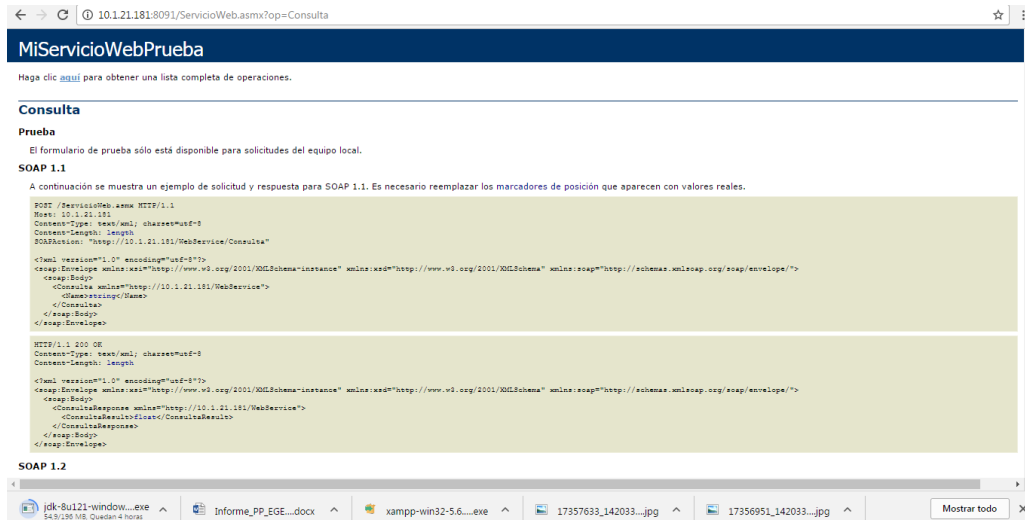 10.1.21.181:8091/ServicioWeb.asmx?op=Consulta
MiServicioWebPrueba
Haga clic aquí para obtener una lista completa de operaciones.
Consulta
Prueba
El formulario de prueba sólo está disponible para solicitudes del equipo local.
SOAP 1.1
A continuación se muestra un ejemplo de solicitud y respuesta para SOAP 1.1. Es necesario reemplazar los marcadores de posición que aparecen con valores reales.
POST /ServicioWeb.asmx HTTP/1.1
Host: 10.1.21.181
Content-Type: text/xml; charset=utf-8
Content-Length: length
SOAPAction: "http://10.1.21.181/WebService/Consulta"
<?xml version="1.0" encoding="utf-8"?>
<soap:Envelope xmlns:xsi="http://www.w3.org/2001/XMLSchema-instance" xmlns:xsd="http://www.w3.org/2001/XMLSchema" xmlns:soap="http://schemas.xmlsoap.org/soap/envelope/">
<soap:Body>
<Consulta xmlns="http://10.1.21.181/WebService">
<Name>string</Name>
</Consulta>
</soap:Body>
</soap:Envelope>
HTTP/1.1 200 OK
Content-Type: text/xml; charset=utf-8
Content-Length: length
<?xml version="1.0" encoding="utf-8"?>
<soap:Envelope xmlns:xsi="http://www.w3.org/2001/XMLSchema-instance" xmlns:xsd="http://www.w3.org/2001/XMLSchema" xmlns:soap="http://schemas.xmlsoap.org/soap/envelope/">
<soap:Body>
<ConsultaResponse xmlns="http://10.1.21.181/WebService">
<ConsultaResult>float</ConsultaResult>
</ConsultaResponse>
</soap:Body>
</soap:Envelope>
SOAP 1.2
jdk-8u121-window....exe
54.9/196 MB, Quedan 4 horas
Informe_PP_EGE....docx
xampp-win32-5.6.....exe
17357633_142033....jpg
17356951_142033....jpg
Mostrar todo